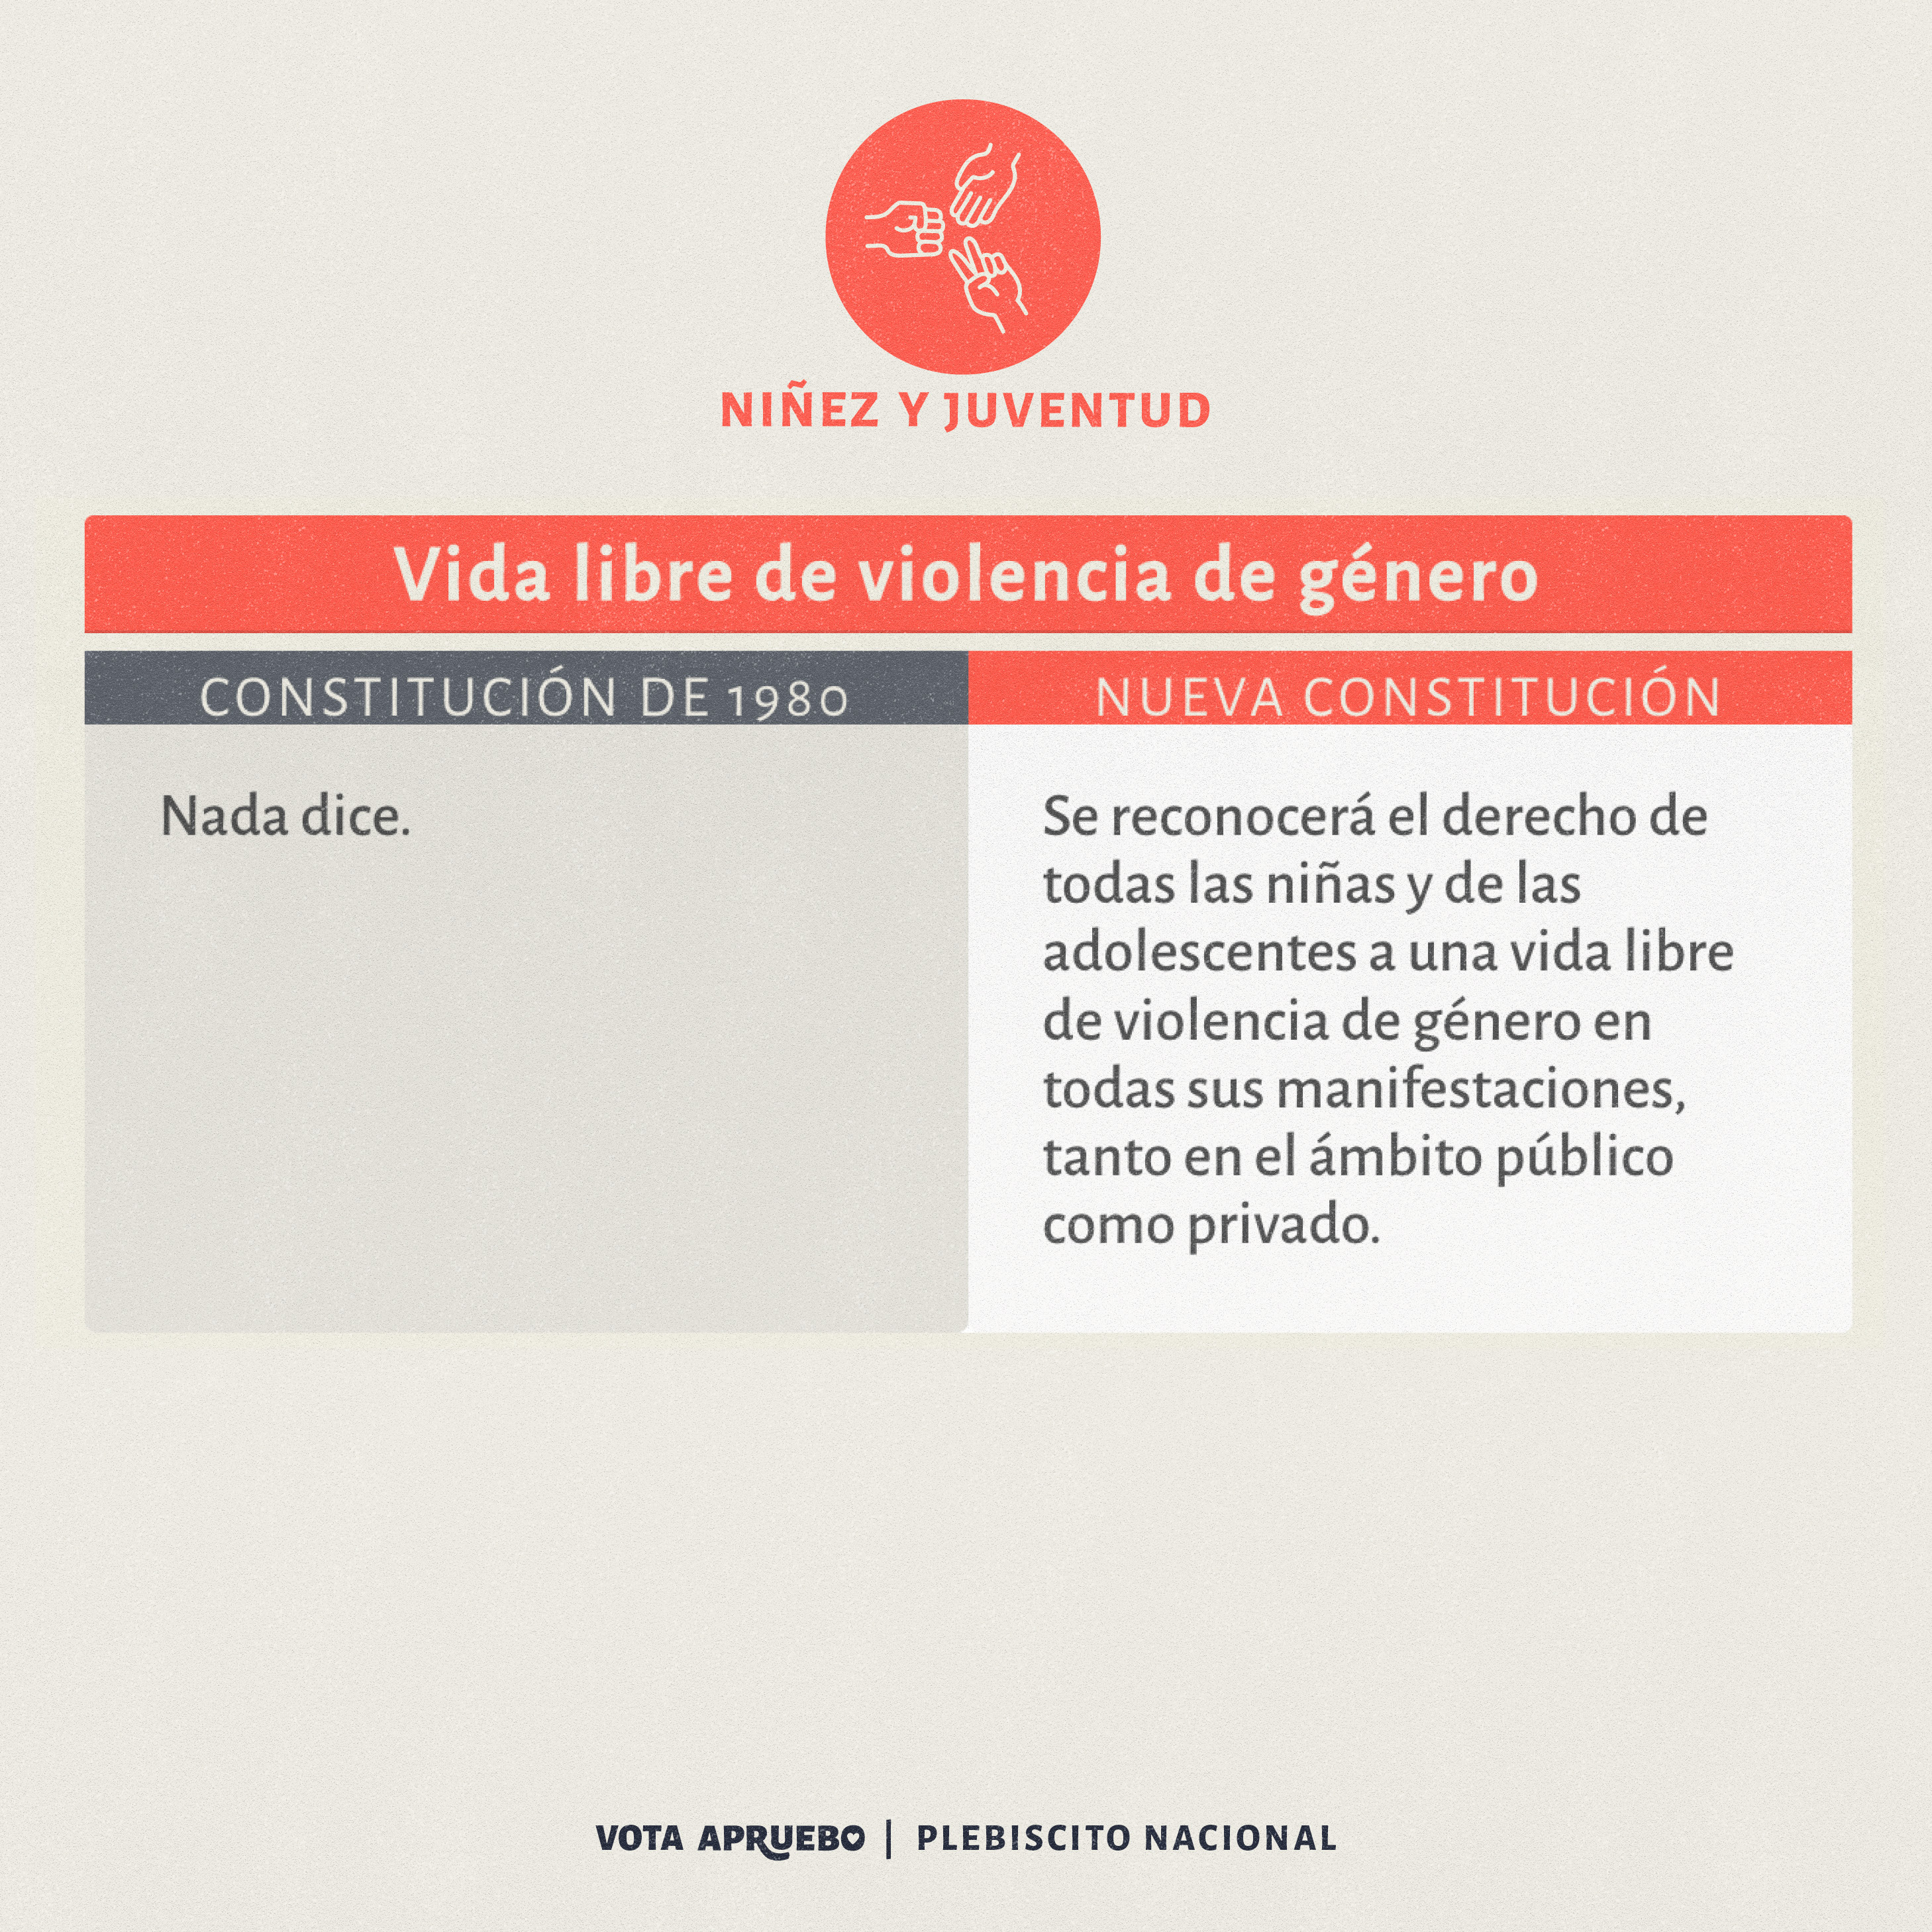 NIÑEZ Y JUVENTUD
Vida libre de violencia de género
CONSTITUCIÓN DE 1980
NUEVA CONSTITUCIÓN
Nada dice.
Se reconocerá el derecho de
todas las niñas y de las
adolescentes a una vida libre
de violencia de género en
todas sus manifestaciones,
tanto en el ámbito público
como privado.
VOTA APRUEBO | PLEBISCITO NACIONAL